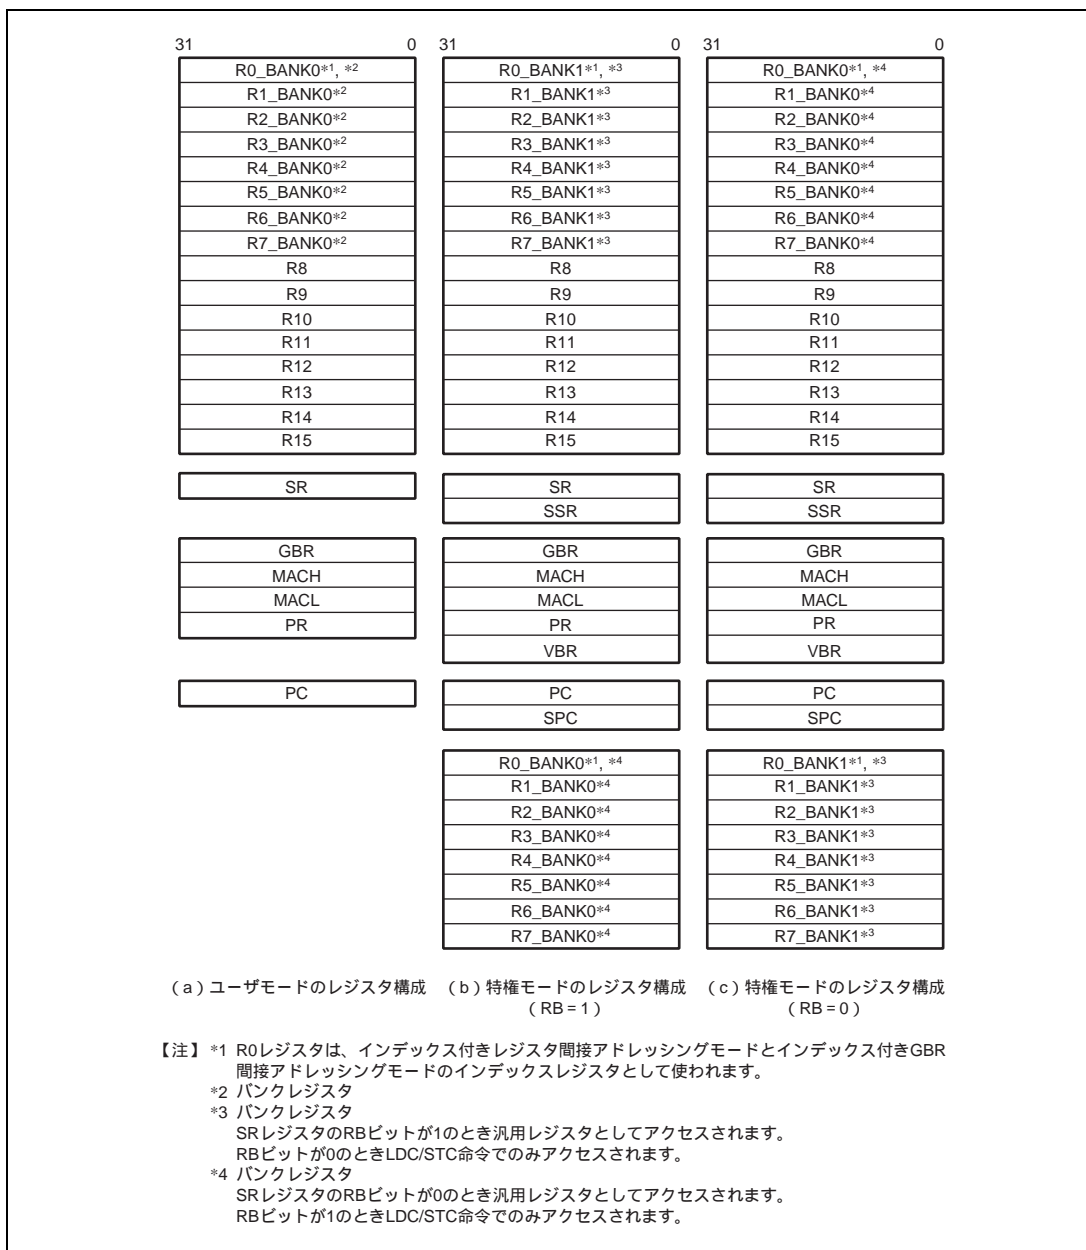 31 0 31 0 31 0
R0_BANK0*1, *2 R0_BANK1*1, *3 R0_BANK0*1, *4
R1_BANK0*2 R1_BANK1*3 R1_BANK0*4
R2_BANK0*2 R2_BANK1*3 R2_BANK0*4
R3_BANK0*2 R3_BANK1*3 R3_BANK0*4
R4_BANK0*2 R4_BANK1*3 R4_BANK0*4
R5_BANK0*2 R5_BANK1*3 R5_BANK0*4
R6_BANK0*2 R6_BANK1*3 R6_BANK0*4
R7_BANK0*2 R7_BANK1*3 R7_BANK0*4
R8 R8 R8
R9 R9 R9
R10 R10 R10
R11 R11 R11
R12 R12 R12
R13 R13 R13
R14 R14 R14
R15 R15 R15
SR SR SR
SSR SSR
GBR GBR GBR
MACH MACH MACH
MACL MACL MACL
PR PR PR
VBR VBR
PC PC PC
SPC SPC
R0_BANK0*1, *4 R0_BANK1*1, *3
R1_BANK0*4 R1_BANK1*3
R2_BANK0*4 R2_BANK1*3
R3_BANK0*4 R3_BANK1*3
R4_BANK0*4 R4_BANK1*3
R5_BANK0*4 R5_BANK1*3
R6_BANK0*4 R6_BANK1*3
R7_BANK0*4 R7_BANK1*3
（a）ユーザモードのレジスタ構成 （b）特権モードのレジスタ構成 （c）特権モードのレジスタ構成
（RB = 1） （RB = 0）
【注】 *1 R0レジスタは、インデックス付きレジスタ間接アドレッシングモードとインデックス付きGBR
間接アドレッシングモードのインデックスレジスタとして使われます。
*2 バンクレジスタ
*3 バンクレジスタ
SRレジスタのRBビットが1のとき汎用レジスタとしてアクセスされます。
RBビットが0のときLDC/STC命令でのみアクセスされます。
*4 バンクレジスタ
SRレジスタのRBビットが0のとき汎用レジスタとしてアクセスされます。
RBビットが1のときLDC/STC命令でのみアクセスされます。